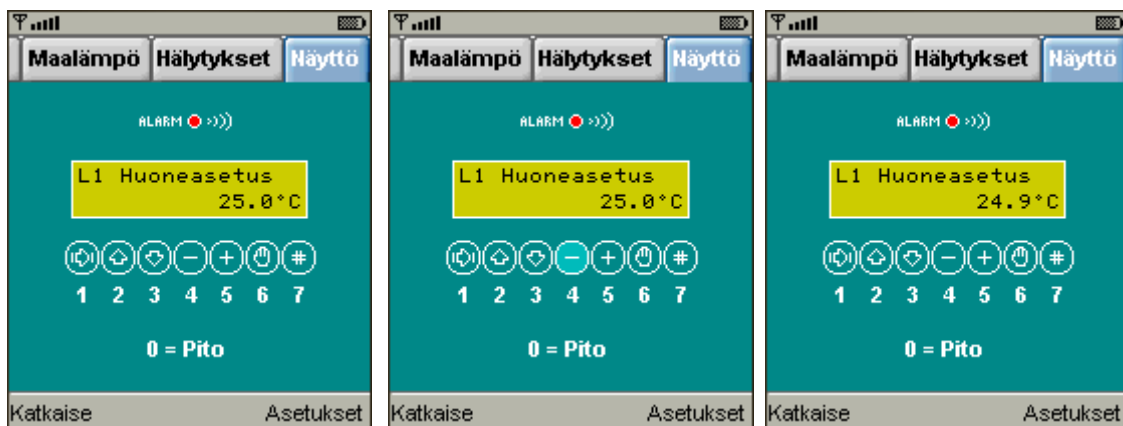 Maalämpö Hälytykset Näyttö
ALARM
L1 Huoneasetus
25.0°C
1 2 3 4 5 6 7
0 = Pito
Katkaise Asetukset
Maalämpö Hälytykset Näyttö
ALARM
L1 Huoneasetus
25.0°C
1 2 3 4 5 6 7
0 = Pito
Katkaise Asetukset
Maalämpö Hälytykset Näyttö
ALARM
L1 Huoneasetus
24.9°C
1 2 3 4 5 6 7
0 = Pito
Katkaise Asetukset